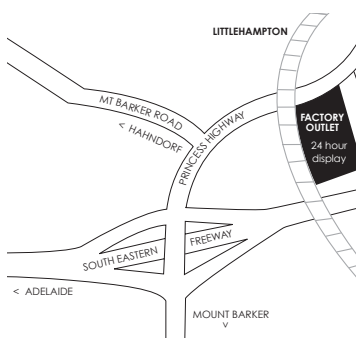 LITTLEHAMPTON
MT BARKER ROAD
< HAHNDORF
PRINCESS HIGHWAY
FACTORY
OUTLET
24 hour
display
SOUTH EASTERN FREEWAY
< ADELAIDE
MOUNT BARKER
v